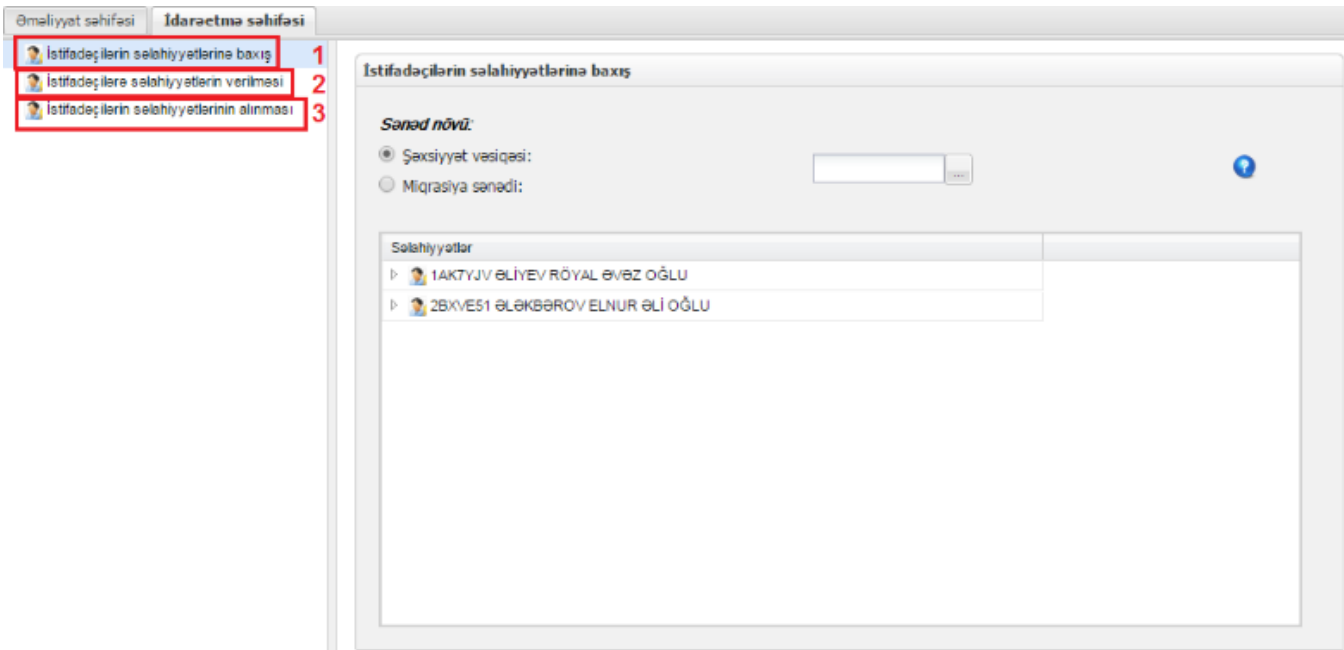 Əməliyyat səhifəsi İdarəetmə səhifəsi
İstifadəçilərin səlahiyyətlərinə baxış 1
İstifadəçilərə səlahiyyətlərin verilməsi 2
İstifadəçilərin səlahiyyətlərinin alınması 3
İstifadəçilərin səlahiyyətlərinə baxış
Sənəd növü:
Şəxsiyyət vəsiqəsi:
...
Miqrasiya sənədi:
Səlahiyyətlər
1AK7YJV ƏLİYEV RÖYAL ƏVƏZ OĞLU
2BXVE51 ƏLƏKBƏROV ELNUR ƏLİ OĞLU